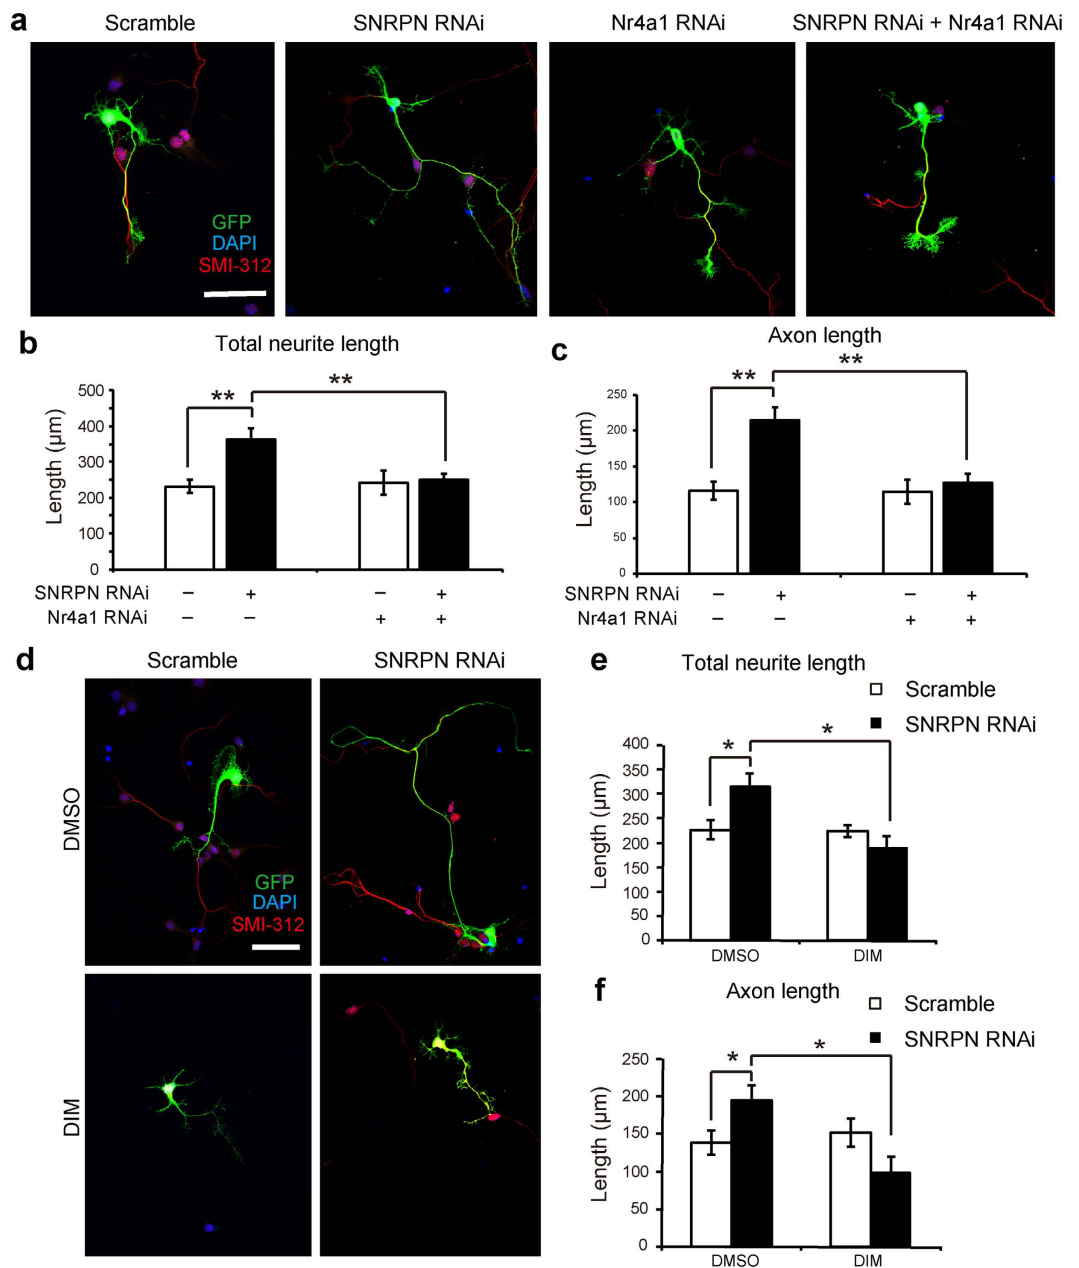 a
Scramble
SNRPN RNAi
Nr4a1 RNAi
SNRPN RNAi + Nr4a1 RNAi
GFP
DAPI
SMI-312
b
Total neurite length
**
**
Length (µm)
500
400
300
200
100
0
SNRPN RNAi − + − +
Nr4a1 RNAi − − + +
c
Axon length
**
**
Length (µm)
250
200
150
100
50
0
SNRPN RNAi − + − +
Nr4a1 RNAi − − + +
d
Scramble
SNRPN RNAi
DMSO
GFP
DAPI
SMI-312
DIM
e
Total neurite length
Scramble
SNRPN RNAi
*
*
Length (µm)
400
350
300
250
200
150
100
50
0
DMSO
DIM
f
Axon length
Scramble
SNRPN RNAi
*
*
Length (µm)
250
200
150
100
50
0
DMSO
DIM